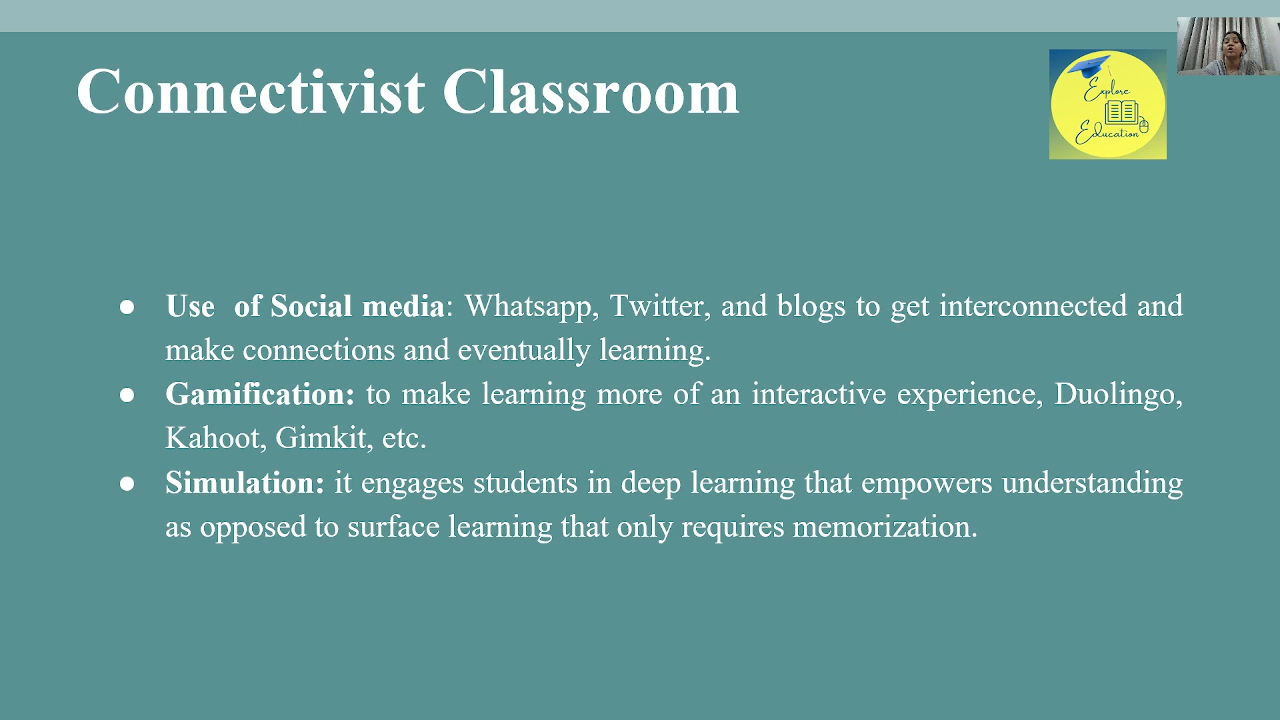 Connectivist Classroom
Explore
Education
● Use of Social media: Whatsapp, Twitter, and blogs to get interconnected and
make connections and eventually learning.
● Gamification: to make learning more of an interactive experience, Duolingo,
Kahoot, Gimkit, etc.
● Simulation: it engages students in deep learning that empowers understanding
as opposed to surface learning that only requires memorization.